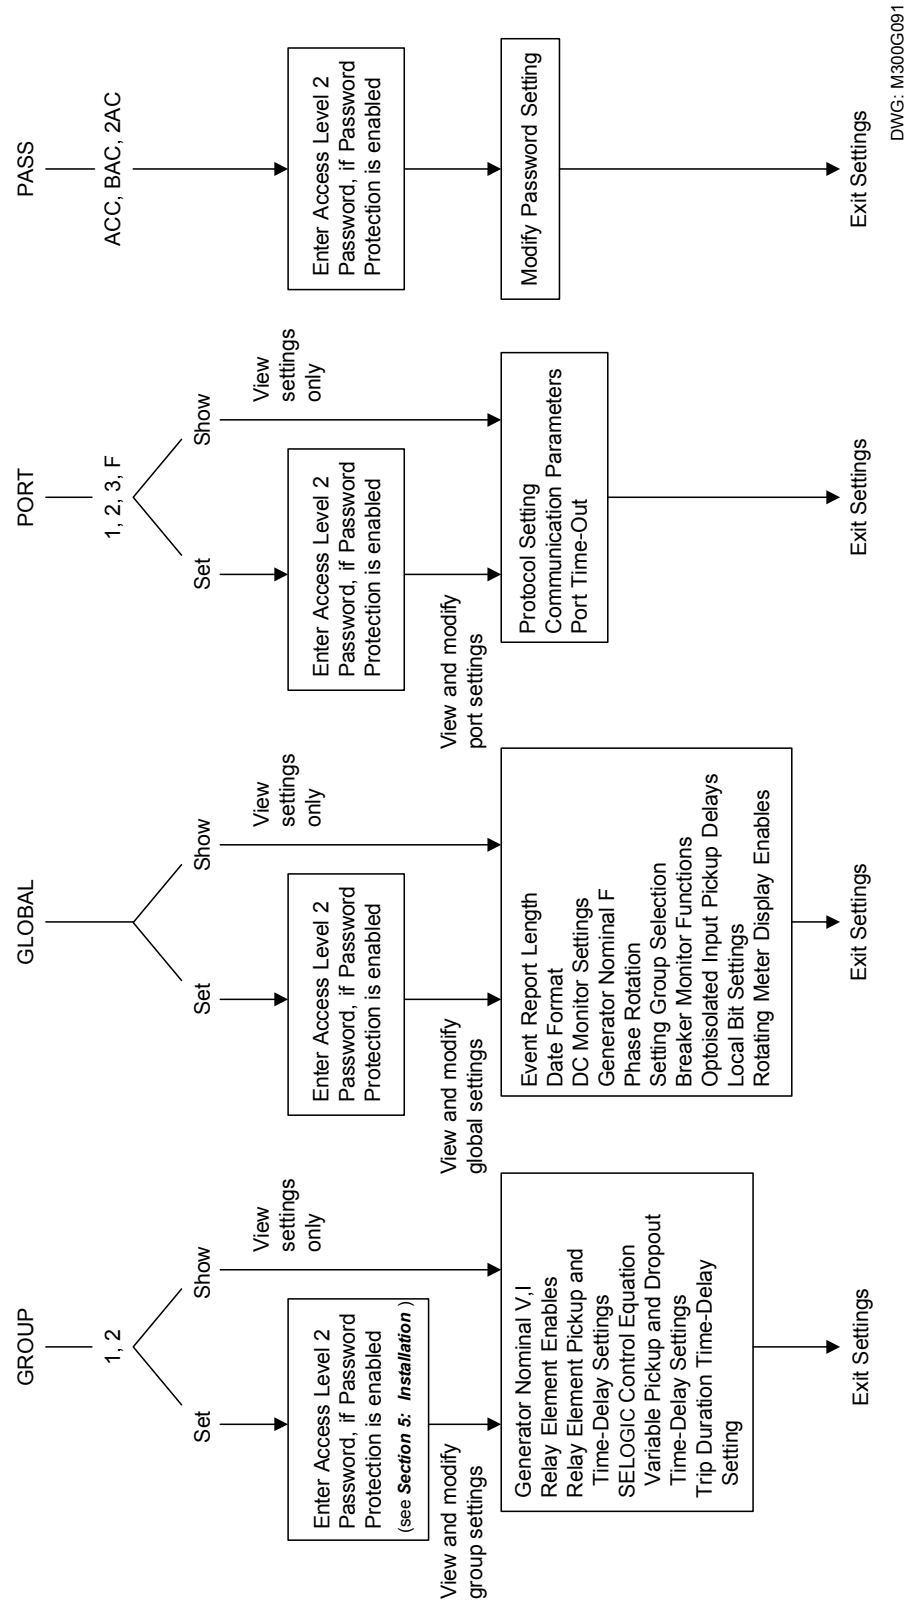 GROUP
1, 2
Set
Show
Enter Access Level 2
Password, if Password
Protection is enabled
(see Section 5: Installation )
View
settings
only
View and modify
group settings
Generator Nominal V,I
Relay Element Enables
Relay Element Pickup and
Time-Delay Settings
SELOGIC Control Equation
Variable Pickup and Dropout
Time-Delay Settings
Trip Duration Time-Delay
Setting
Exit Settings
GLOBAL
Set
Show
Enter Access Level 2
Password, if Password
Protection is enabled
View
settings
only
View and modify
global settings
Event Report Length
Date Format
DC Monitor Settings
Generator Nominal F
Phase Rotation
Setting Group Selection
Breaker Monitor Functions
Optoisolated Input Pickup Delays
Local Bit Settings
Rotating Meter Display Enables
Exit Settings
PORT
1, 2, 3, F
Set
Show
Enter Access Level 2
Password, if Password
Protection is enabled
View
settings
only
View and modify
port settings
Protocol Setting
Communication Parameters
Port Time-Out
Exit Settings
PASS
ACC, BAC, 2AC
Enter Access Level 2
Password, if Password
Protection is enabled
Modify Password Setting
Exit Settings
DWG: M300G091